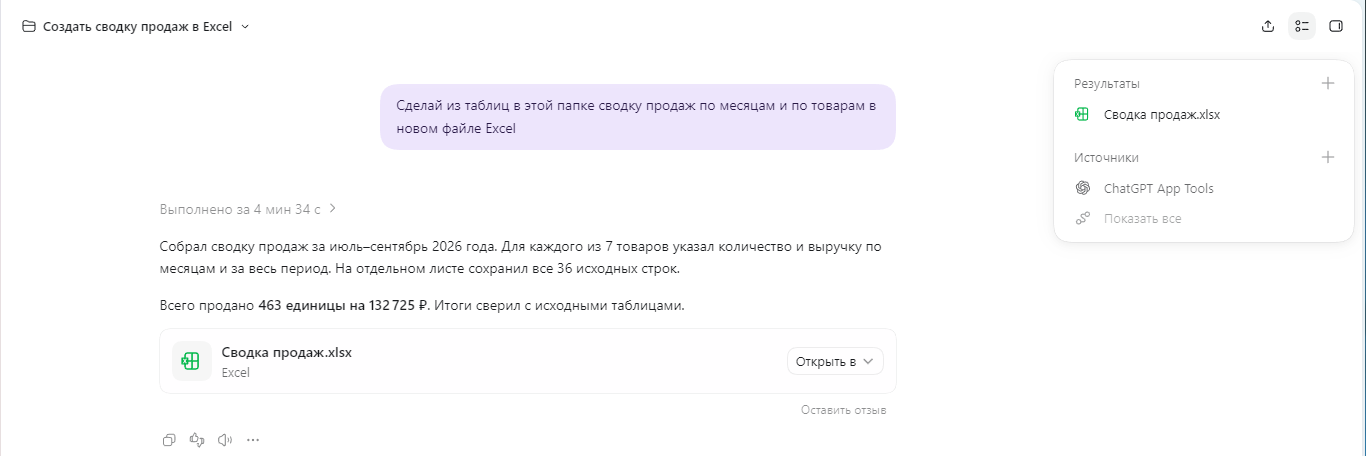 Создать сводку продаж в Excel
Сделай из таблиц в этой папке сводку продаж по месяцам и по товарам в
новом файле Excel
Выполнено за 4 мин 34 с
Собрал сводку продаж за июль–сентябрь 2026 года. Для каждого из 7 товаров указал количество и выручку по
месяцам и за весь период. На отдельном листе сохранил все 36 исходных строк.
Всего продано 463 единицы на 132 725 ₽. Итоги сверил с исходными таблицами.
Сводка продаж.xlsx
Excel
Открыть в
Оставить отзыв
Результаты
Сводка продаж.xlsx
Источники
ChatGPT App Tools
Показать все